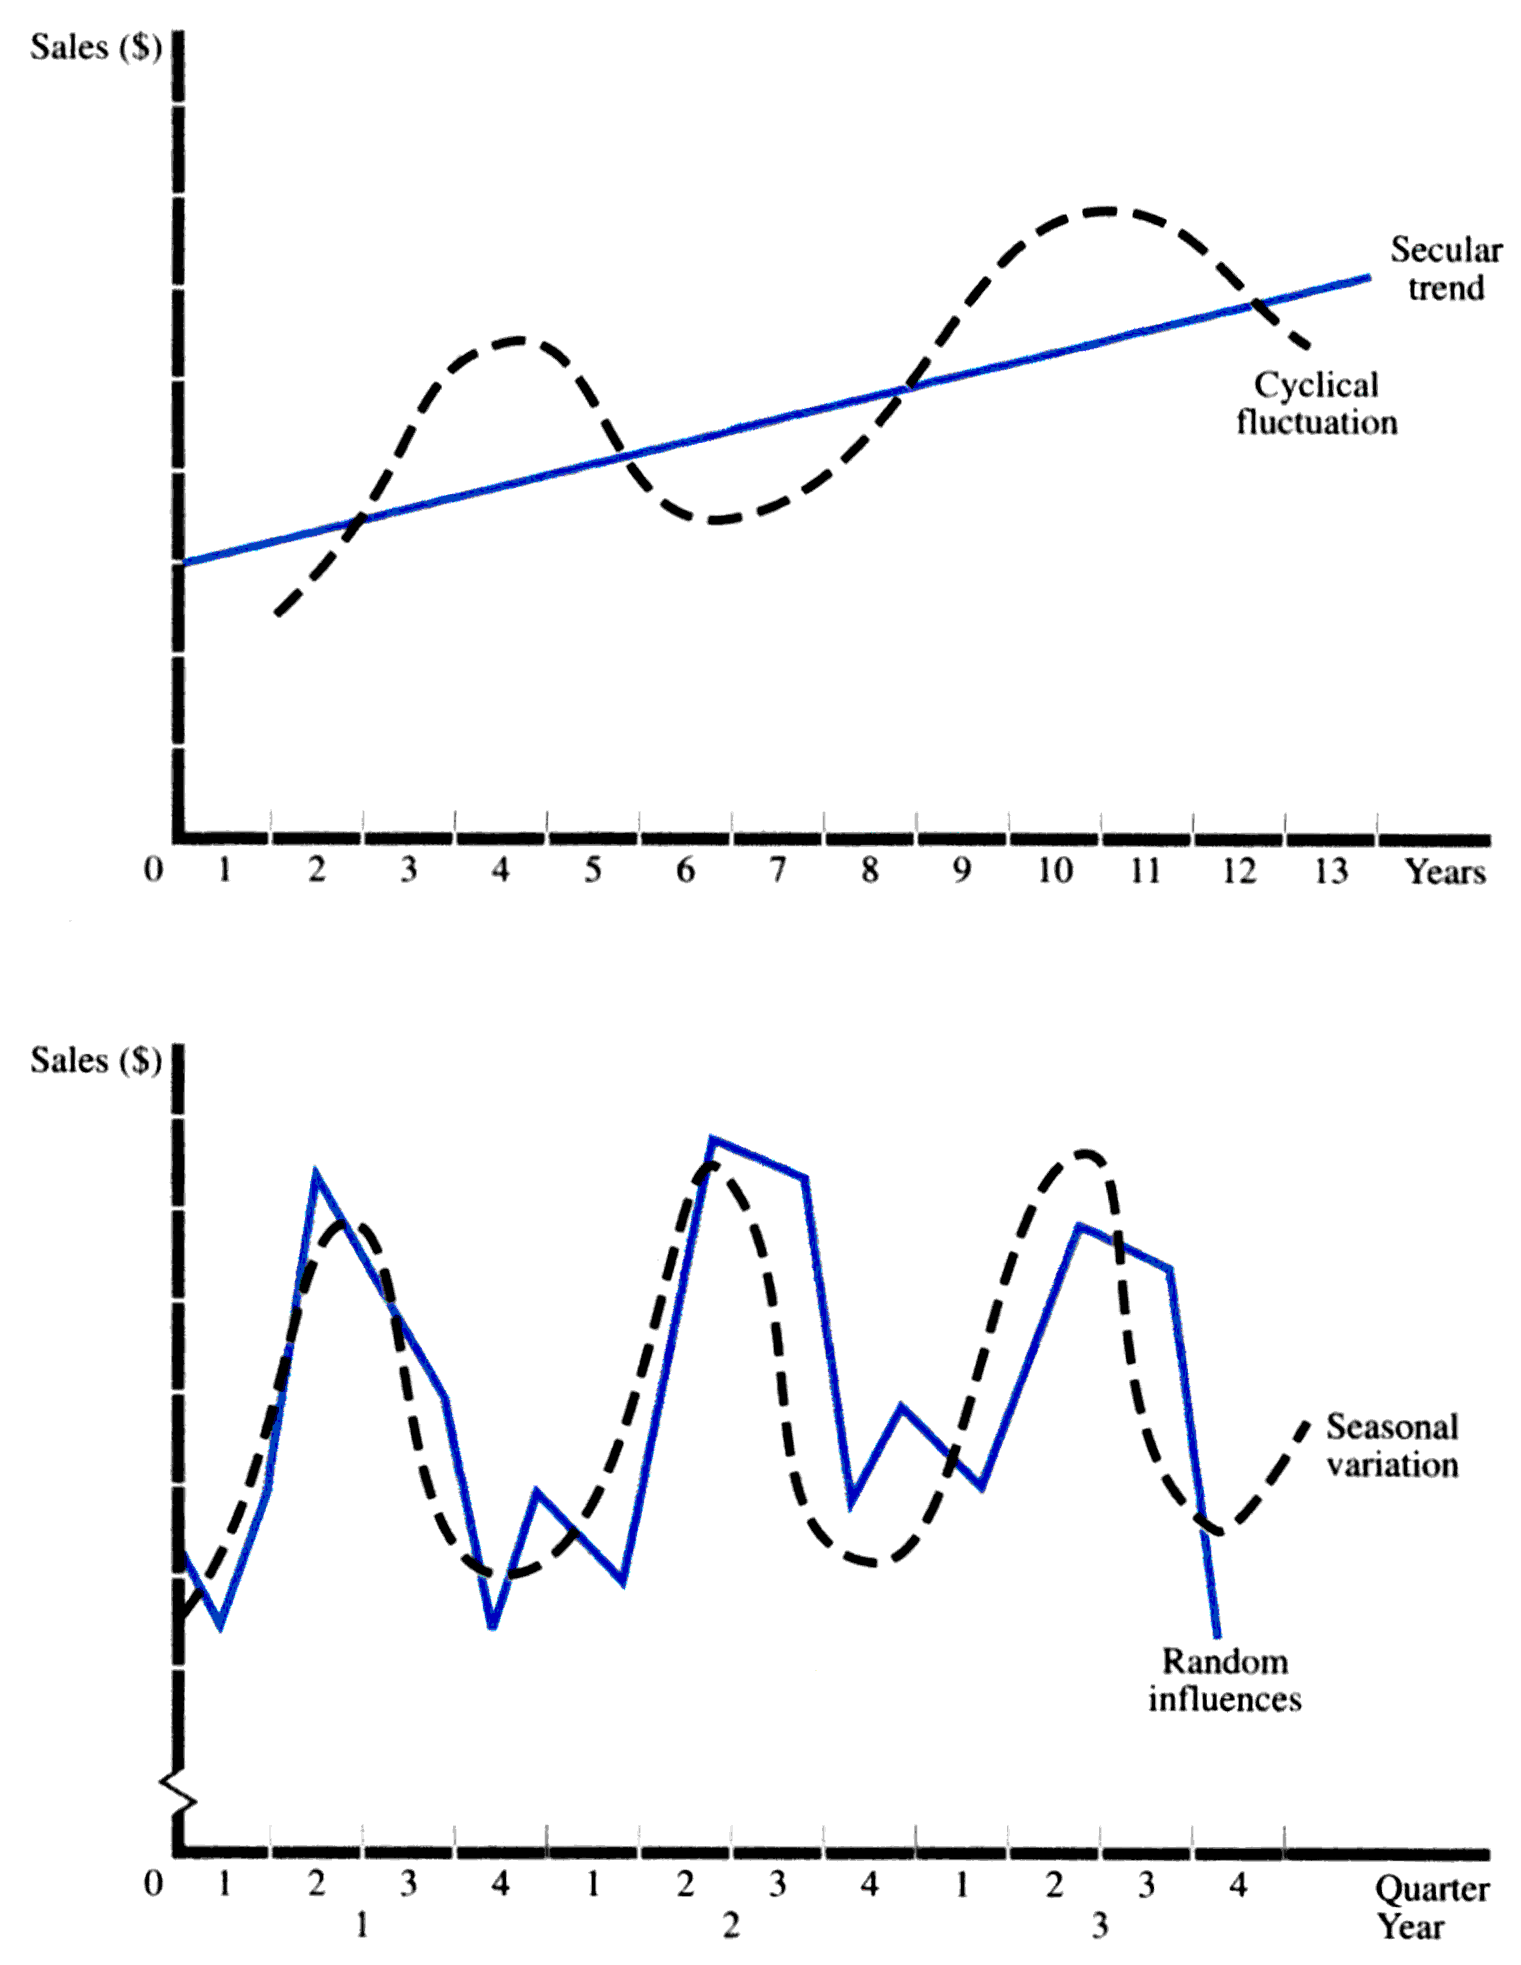 Sales ($)
Secular
trend
Cyclical
fluctuation
0 1 2 3 4 5 6 7 8 9 10 11 12 13 Years
Sales ($)
Seasonal
variation
Random
influences
0 1 2 3 4 1 2 3 4 1 2 3 4 Quarter
1 2 3 Year